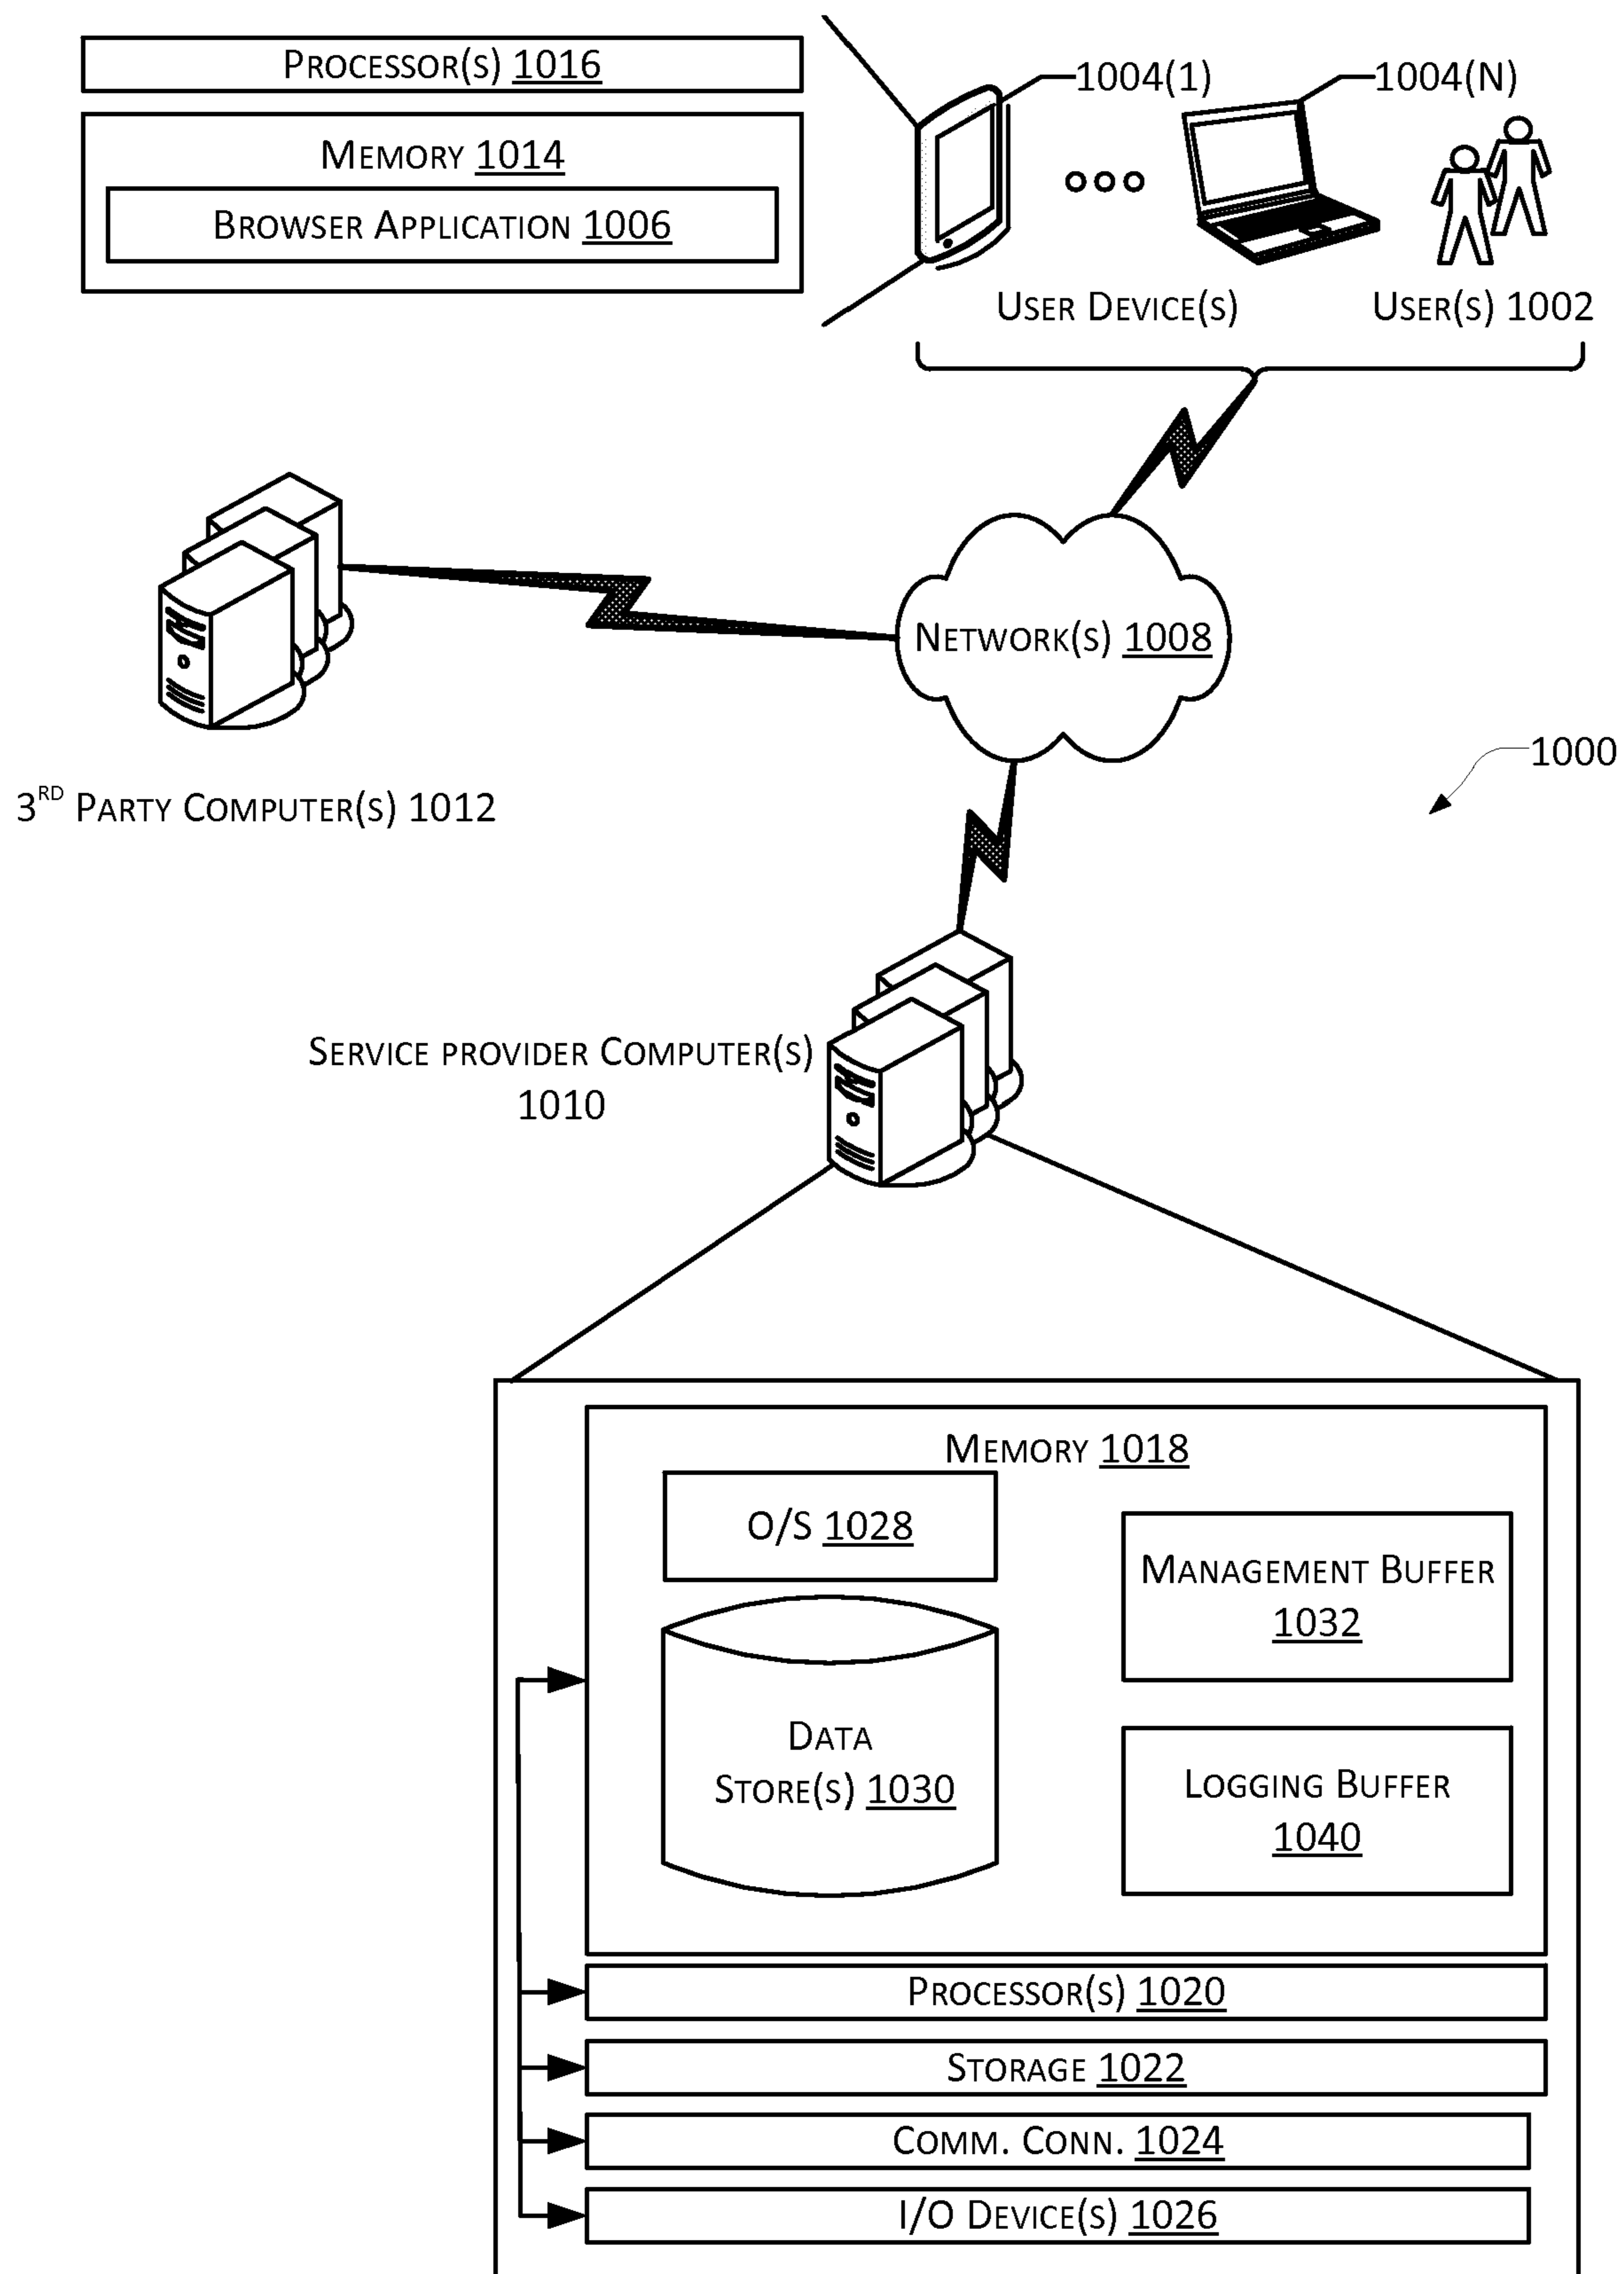 PROCESSOR(S) 1016
MEMORY 1014
BROWSER APPLICATION 1006
1004(1)
1004(N)
USER DEVICE(S)
USER(S) 1002
NETWORK(S) 1008
1000
3RD PARTY COMPUTER(S) 1012
SERVICE PROVIDER COMPUTER(S)
1010
MEMORY 1018
O/S 1028
MANAGEMENT BUFFER
1032
DATA
STORE(S) 1030
LOGGING BUFFER
1040
PROCESSOR(S) 1020
STORAGE 1022
COMM. CONN. 1024
I/O DEVICE(S) 1026